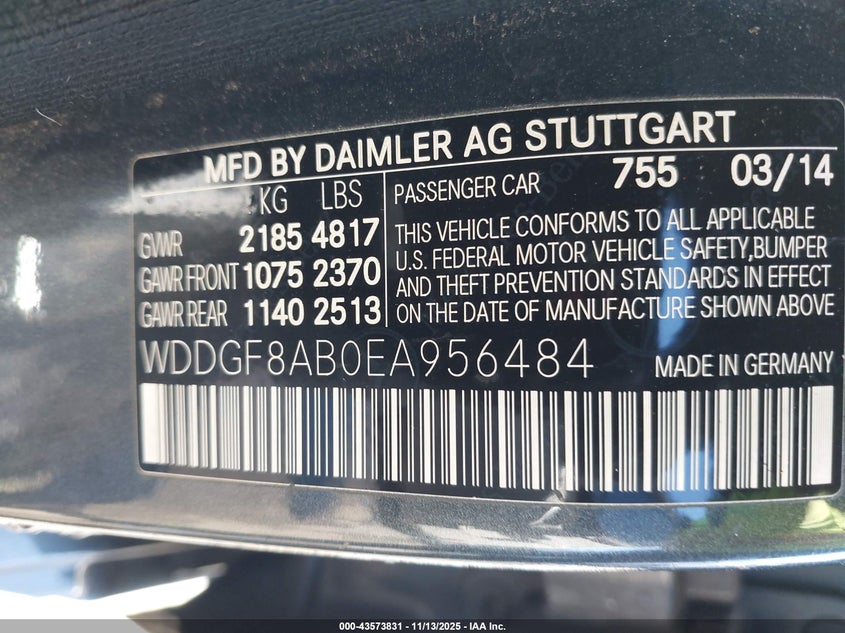 MFD BY DAIMLER AG STUTTGART
KG LBS
GVWR 2185 4817
GAWR FRONT 1075 2370
GAWR REAR 1140 2513
PASSENGER CAR 755 03/14
THIS VEHICLE CONFORMS TO ALL APPLICABLE
U.S. FEDERAL MOTOR VEHICLE SAFETY,BUMPER
AND THEFT PREVENTION STANDARDS IN EFFECT
ON THE DATE OF MANUFACTURE SHOWN ABOVE
WDDGF8AB0EA956484
MADE IN GERMANY
000-43573831 - 11/13/2025 - IAA Inc.